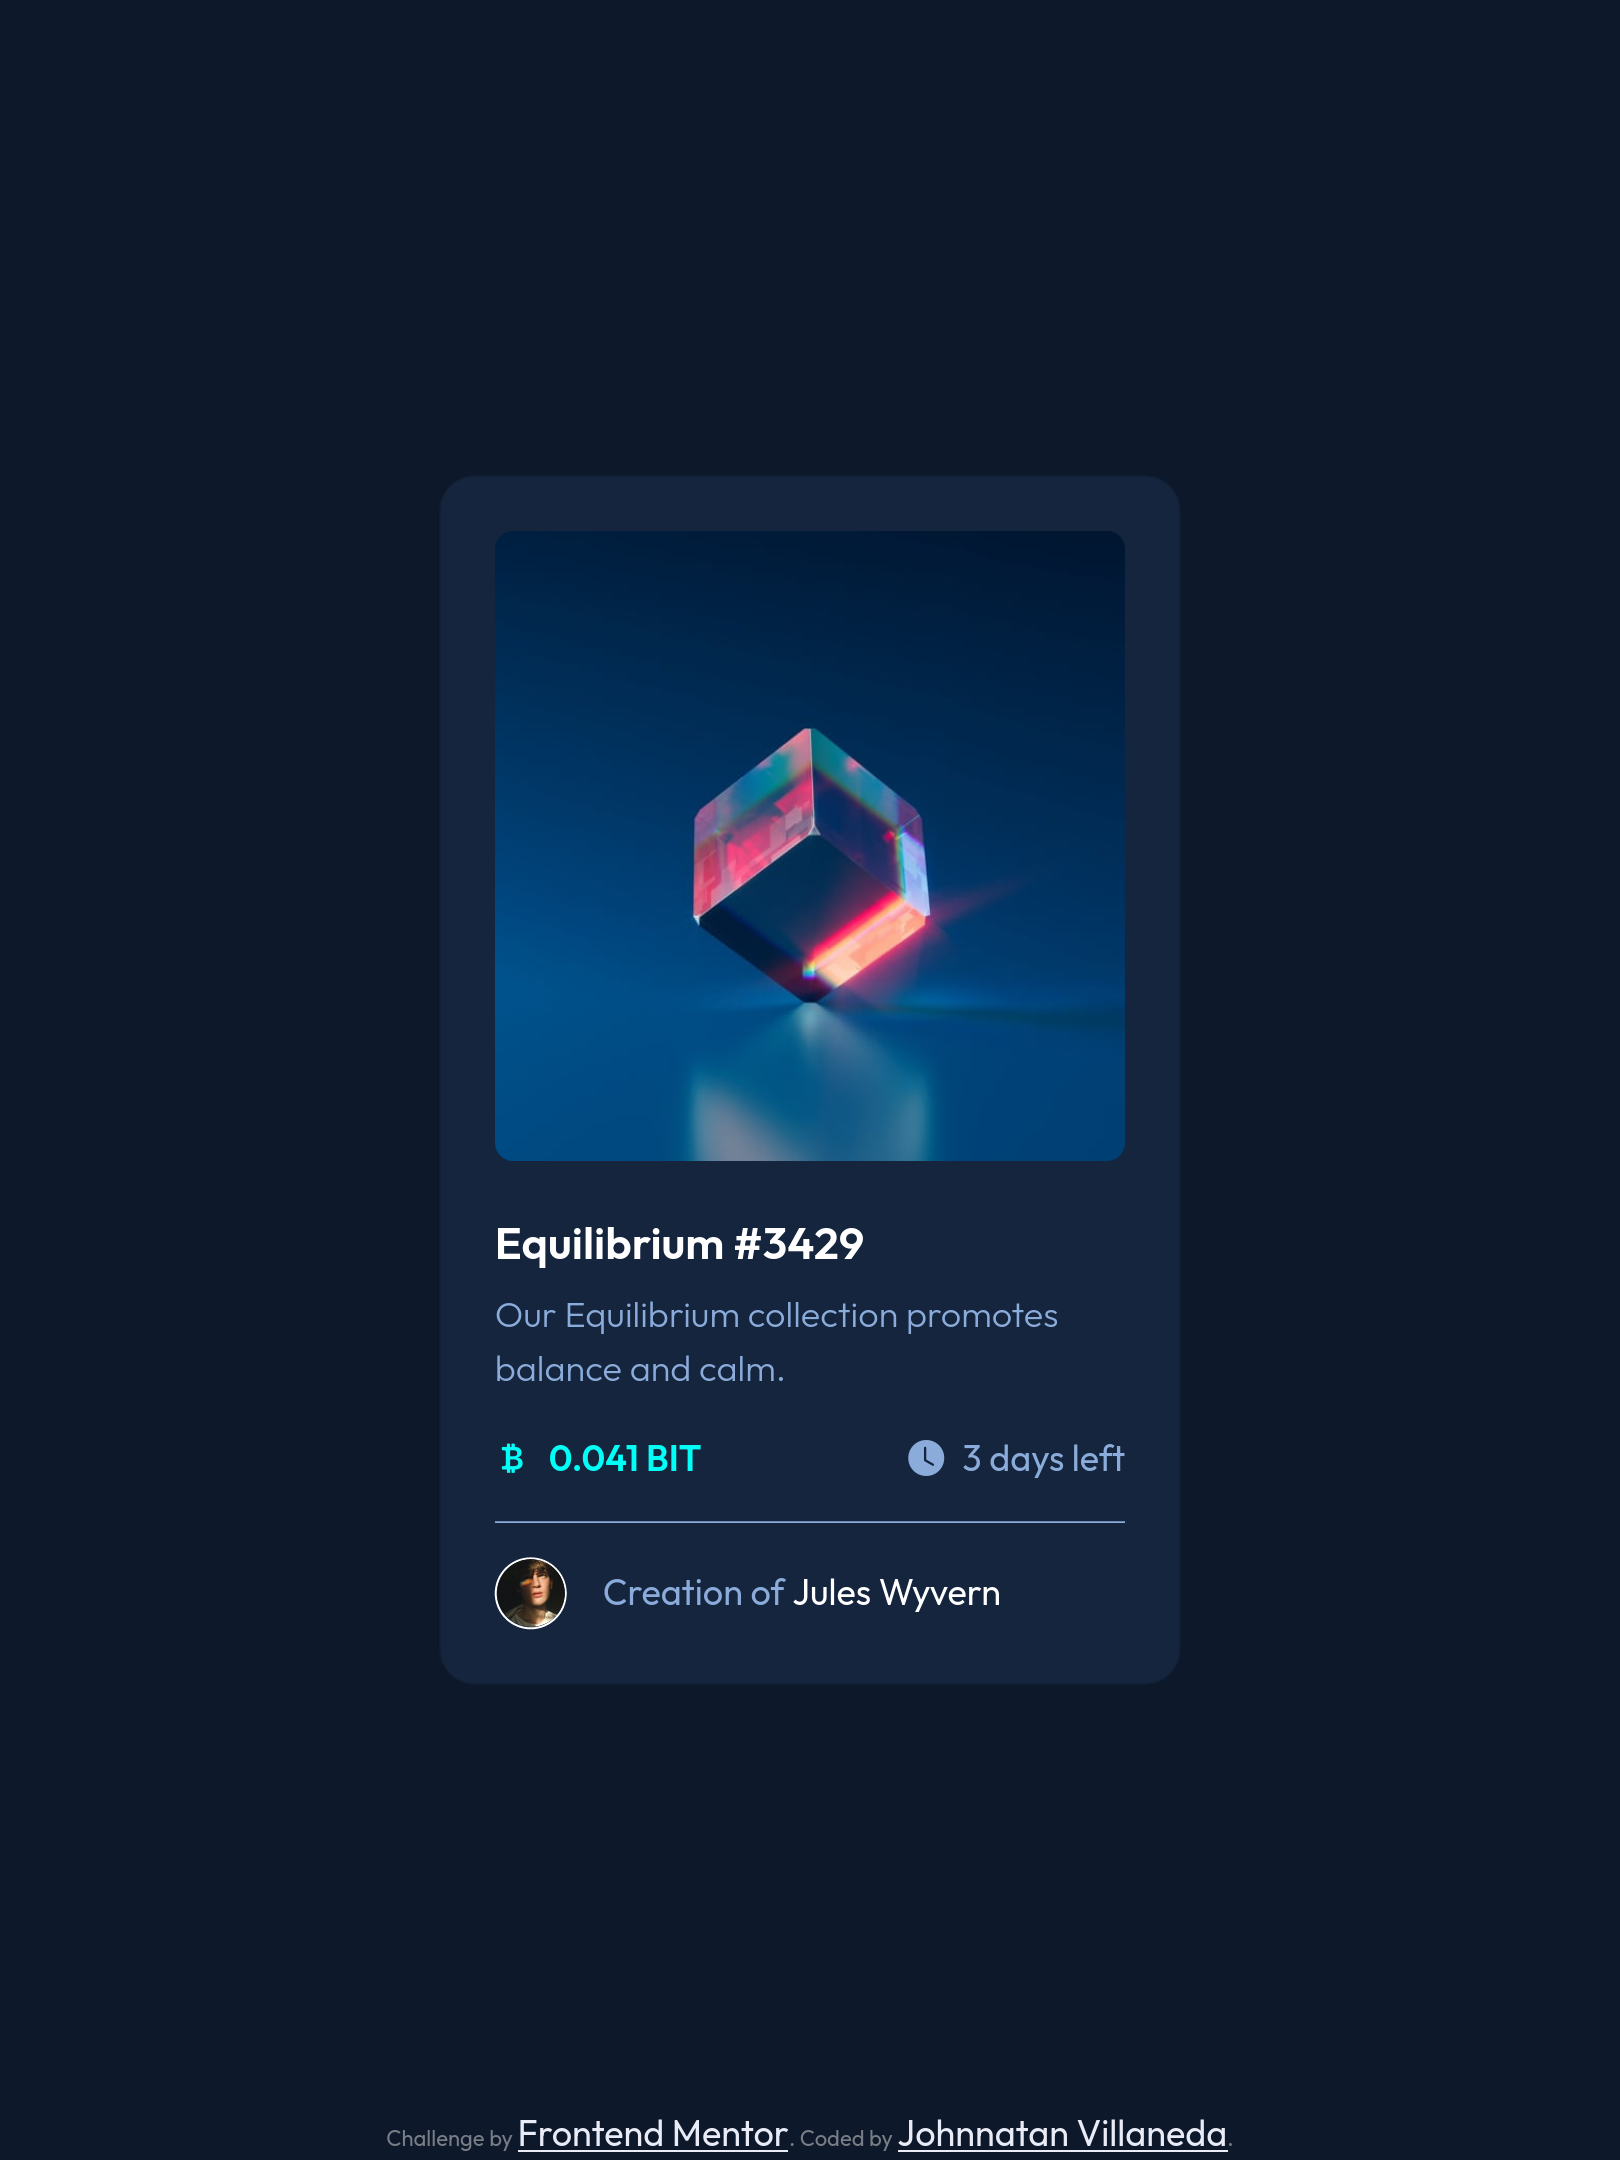 Equilibrium #3429
Our Equilibrium collection promotes
balance and calm.
0.041 BIT 3 days left
Creation of Jules Wyvern
Challenge by Frontend Mentor. Coded by Johnnatan Villaneda.